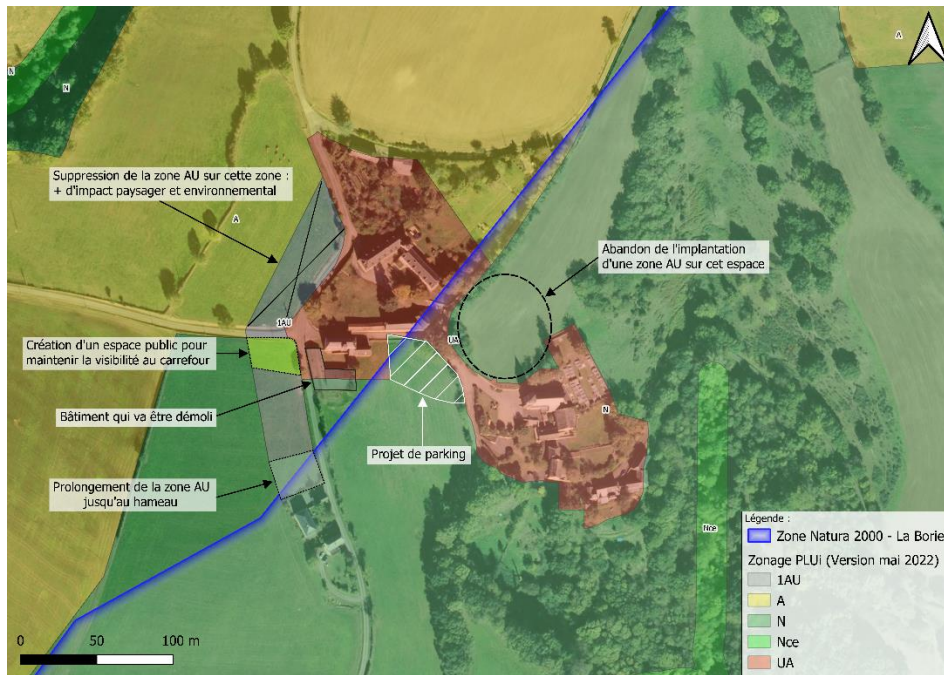 N
N
A
A
Suppression de la zone AU sur cette zone :
+ d'impact paysager et environnemental
Abandon de l'implantation
d'une zone AU sur cet espace
1AU
UA
Création d'un espace public pour
maintenir la visibilité au carrefour
Bâtiment qui va être démoli
N
Projet de parking
Prolongement de la zone AU
jusqu'au hameau
Nce
Légende :
Zone Natura 2000 - La Borie
Zonage PLUi (Version mai 2022)
1AU
A
N
Nce
UA
0 50 100 m